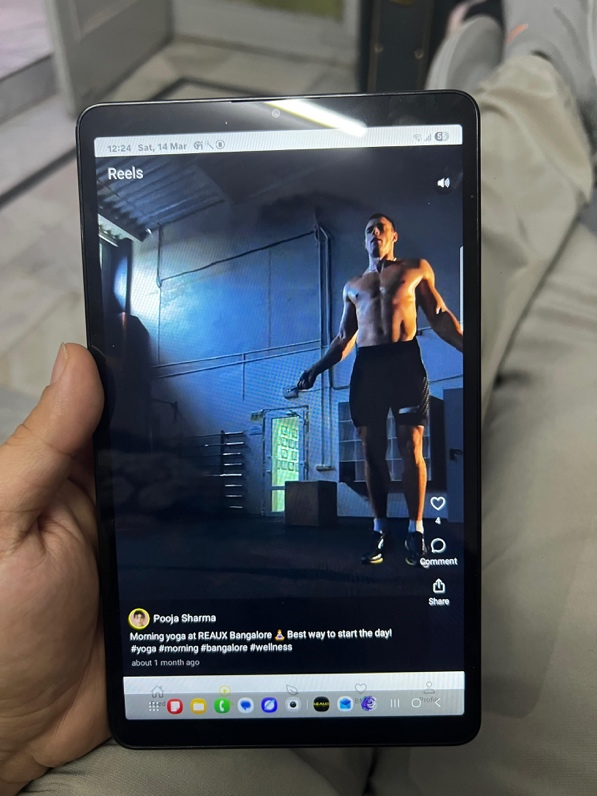 12:24 Sat, 14 Mar
Reels
4
Comment
Share
Pooja Sharma
Morning yoga at REAUX Bangalore 🧘 Best way to start the day!
#yoga #morning #bangalore #wellness
about 1 month ago